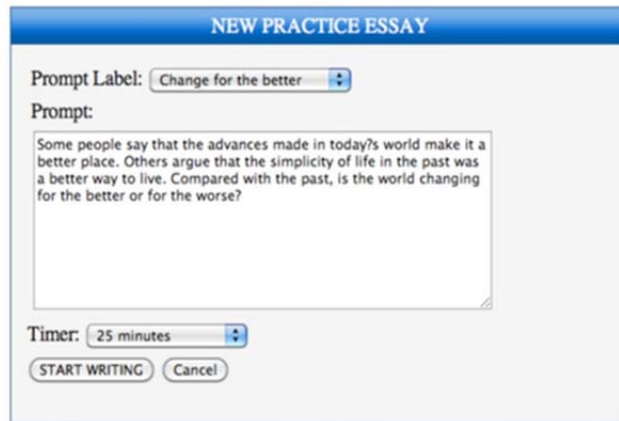 NEW PRACTICE ESSAY
Prompt Label: Change for the better
Prompt:
Some people say that the advances made in today?s world make it a
better place. Others argue that the simplicity of life in the past was
a better way to live. Compared with the past, is the world changing
for the better or for the worse?
Timer: 25 minutes
START WRITING Cancel